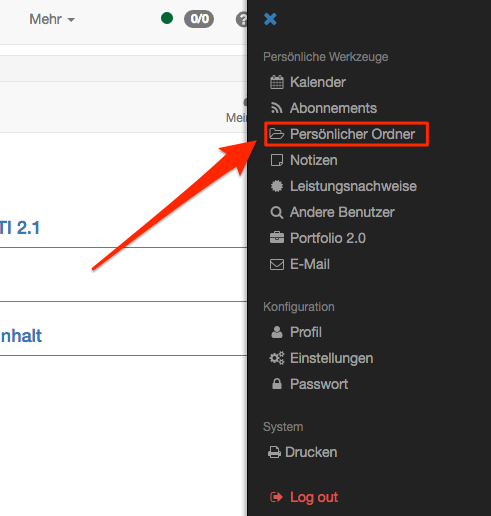 Mehr
0/0
Mein
TI 2.1
nhalt
Persönliche Werkzeuge
Kalender
Abonnements
Persönlicher Ordner
Notizen
Leistungsnachweise
Andere Benutzer
Portfolio 2.0
E-Mail
Konfiguration
Profil
Einstellungen
Passwort
System
Drucken
Log out